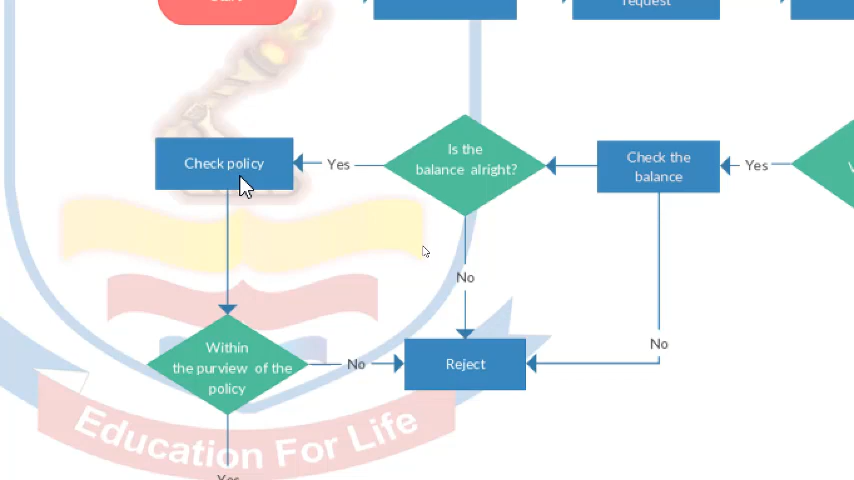 request
Is the
balance alright?
Check policy
Yes
Check the
balance
Yes
No
No
Within
the purview of the
policy
No
Reject
Education For Life
Yes